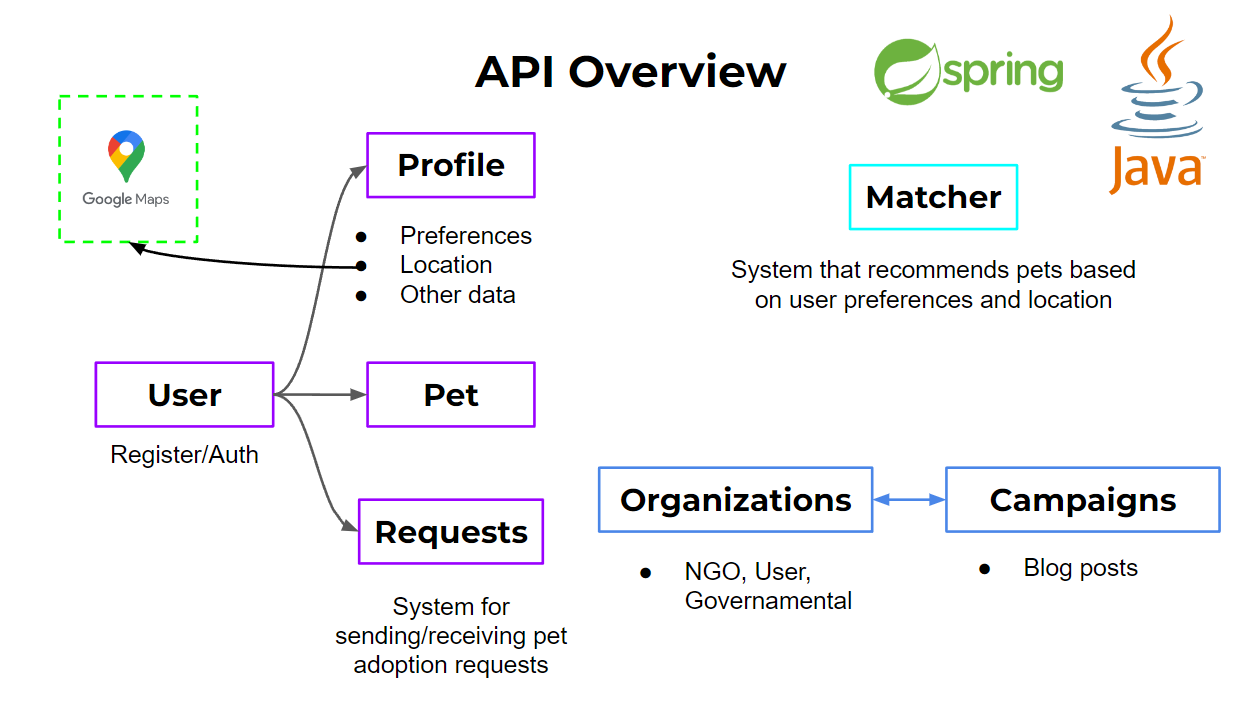 API Overview
spring
Java
Google Maps
Profile
● Preferences
● Location
● Other data
Matcher
System that recommends pets based
on user preferences and location
User
Register/Auth
Pet
Requests
System for
sending/receiving pet
adoption requests
Organizations
● NGO, User,
Governamental
Campaigns
● Blog posts